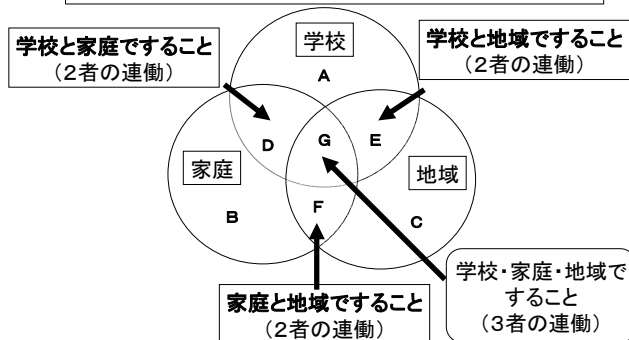 学校と家庭ですること
(2者の連働)
学校
学校と地域ですること
(2者の連働)
A
D
G
E
家庭
地域
B
F
C
家庭と地域ですること
(2者の連働)
学校・家庭・地域で
すること
(3者の連働)